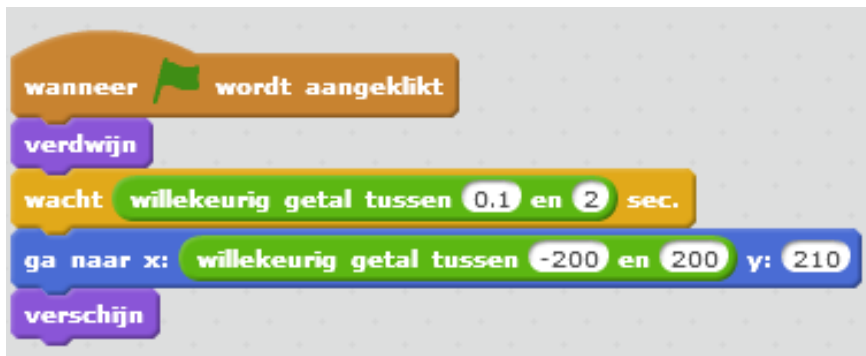 wanneer wordt aangeklikt
verdwijn
wacht willekeurig getal tussen 0.1 en 2 sec.
ga naar x: willekeurig getal tussen -200 en 200 y: 210
verschijn